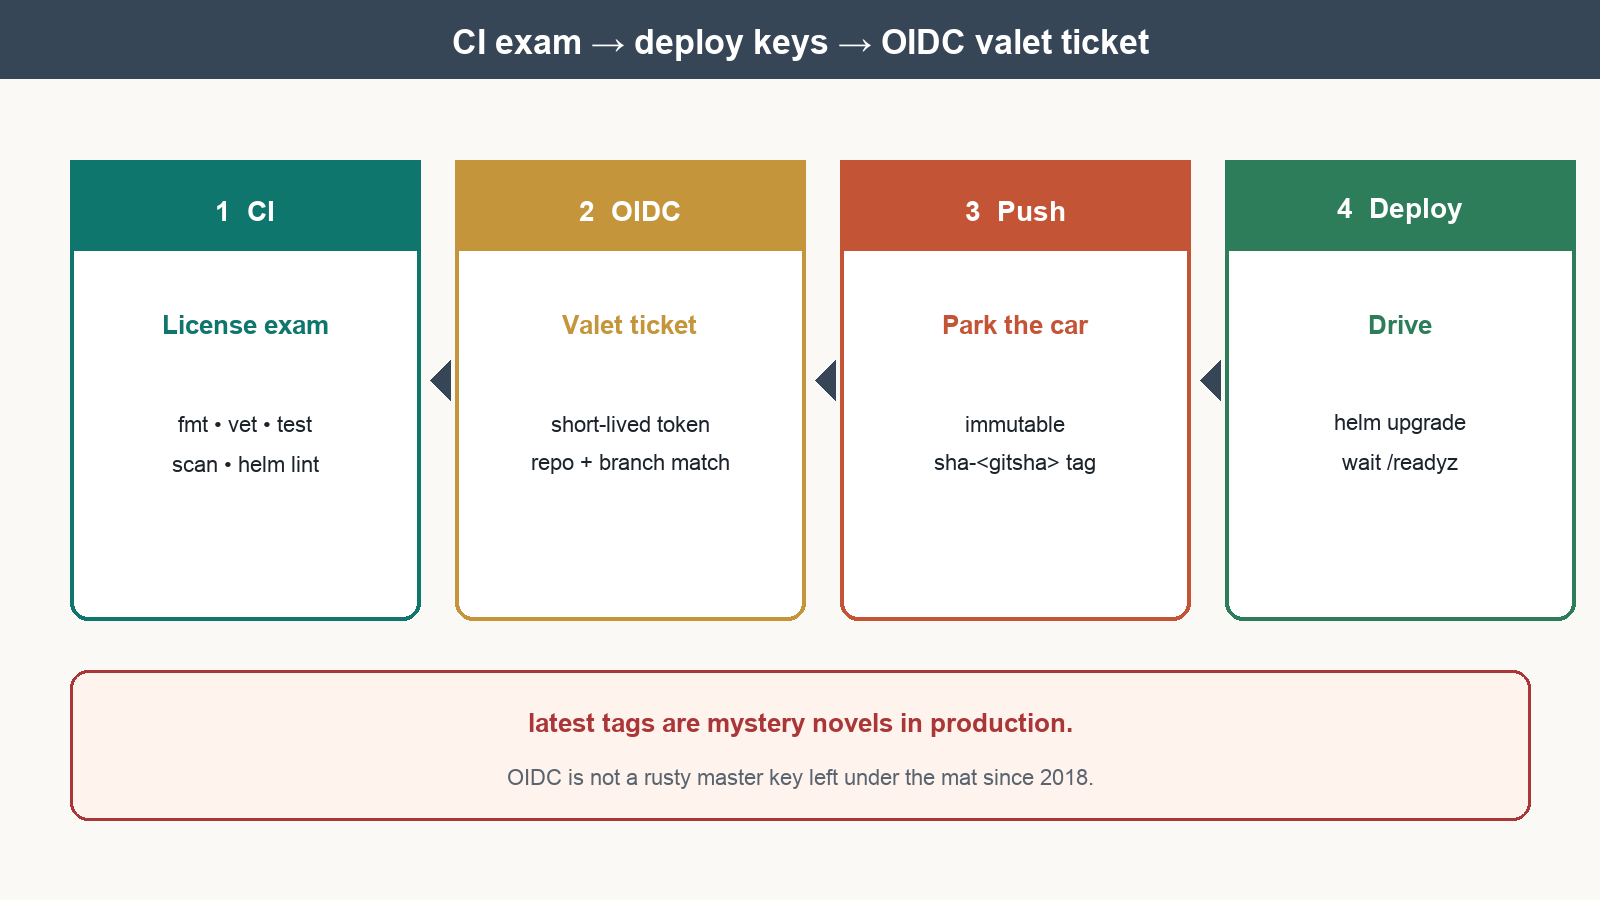 CI exam → deploy keys → OIDC valet ticket
1 CI
License exam
fmt • vet • test
scan • helm lint
2 OIDC
Valet ticket
short-lived token
repo + branch match
3 Push
Park the car
immutable
sha-<gitsha> tag
4 Deploy
Drive
helm upgrade
wait /readyz
latest tags are mystery novels in production.
OIDC is not a rusty master key left under the mat since 2018.